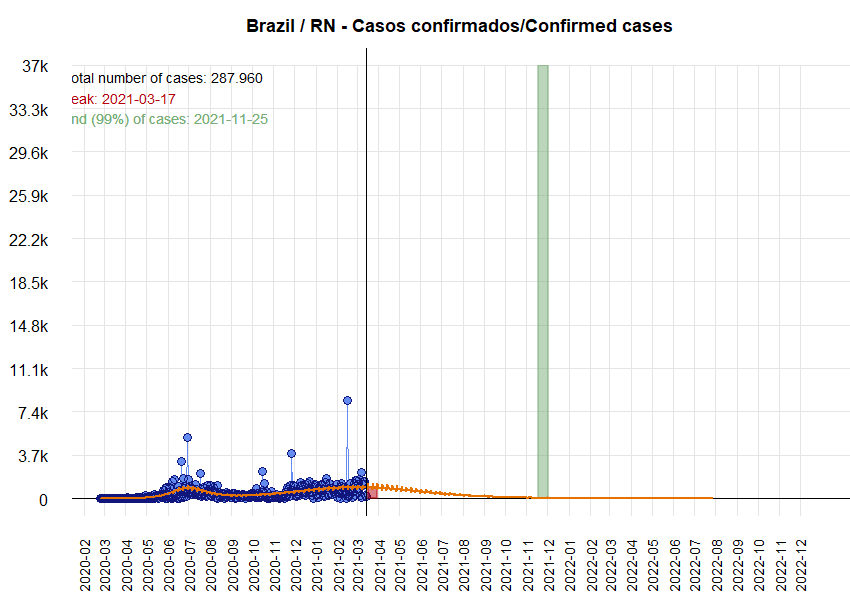 Brazil / RN - Casos confirmados/Confirmed cases
37k
otal number of cases: 287.960
eak: 2021-03-17
33.3k
nd (99%) of cases: 2021-11-25
29.6k
25.9k
22.2k
18.5k
14.8k
11.1k
7.4k
3.7k
0
2020-02
2020-03
2020-04
2020-05
2020-06
2020-07
2020-08
2020-09
2020-10
2020-11
2020-12
2021-01
2021-02
2021-03
2021-04
2021-05
2021-06
2021-07
2021-08
2021-09
2021-10
2021-11
2021-12
2022-01
2022-02
2022-03
2022-04
2022-05
2022-06
2022-07
2022-08
2022-09
2022-10
2022-11
2022-12